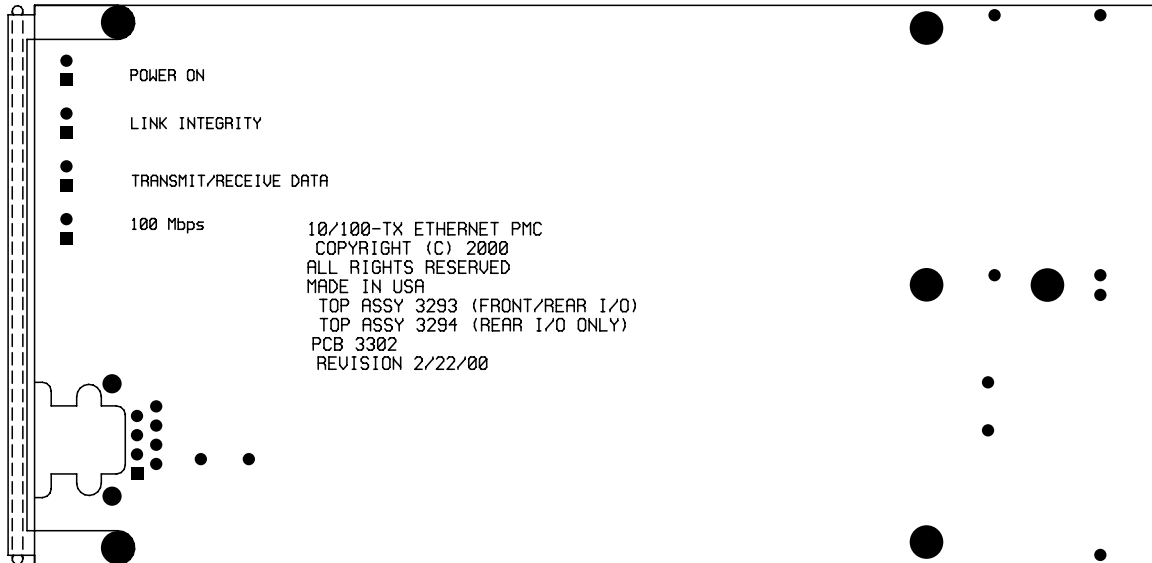 POWER ON
LINK INTEGRITY
TRANSMIT/RECEIVE DATA
100 Mbps
10/100-TX ETHERNET PMC
COPYRIGHT (C) 2000
ALL RIGHTS RESERVED
MADE IN USA
TOP ASSY 3293 (FRONT/REAR I/O)
TOP ASSY 3294 (REAR I/O ONLY)
PCB 3302
REVISION 2/22/00